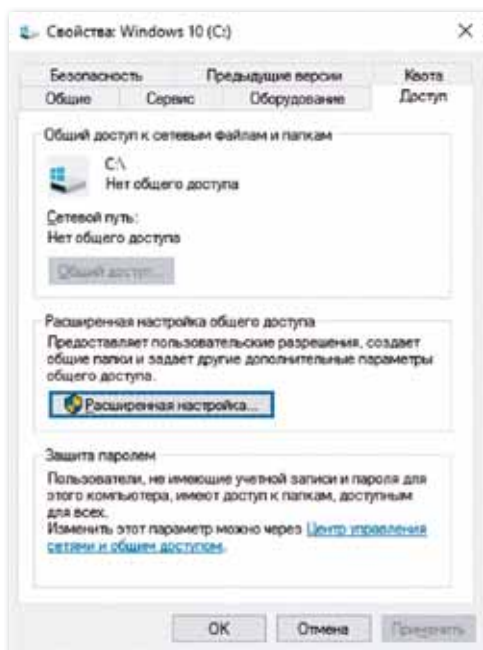 Свойства: Windows 10 (C:)
Безопасность Предыдущие версии Квота
Общие Сервис Оборудование Доступ
Общий доступ к сетевым файлам и папкам
C:\
Нет общего доступа
Сетевой путь:
Нет общего доступа
Общий доступ...
Расширенная настройка общего доступа
Предоставляет пользовательские разрешения, создает
общие папки и задает другие дополнительные параметры
общего доступа.
Расширенная настройка...
Защита паролем
Пользователи, не имеющие учетной записи и пароля для
этого компьютера, имеют доступ к папкам, доступным
для всех.
Изменить этот параметр можно через Центр управления
сетями и общим доступом.
OK Отмена Применить